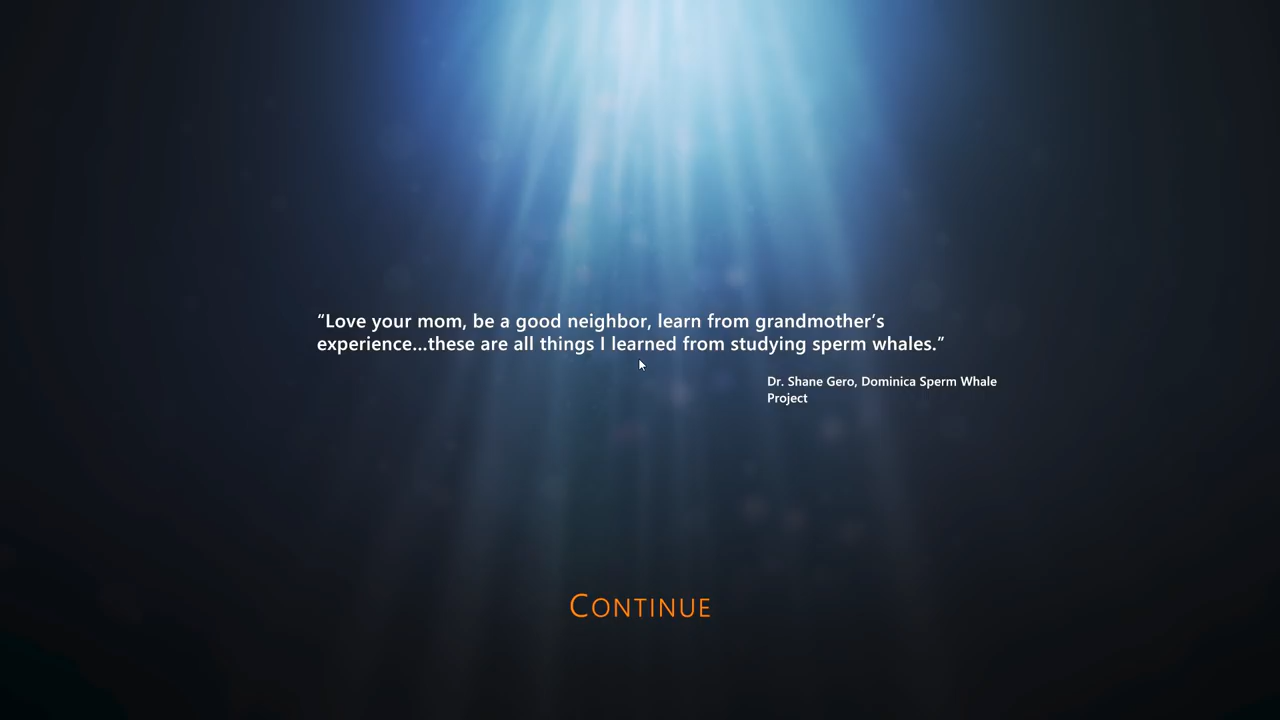 “Love your mom, be a good neighbor, learn from grandmother’s
experience...these are all things I learned from studying sperm whales.”
Dr. Shane Gero, Dominica Sperm Whale
Project
CONTINUE